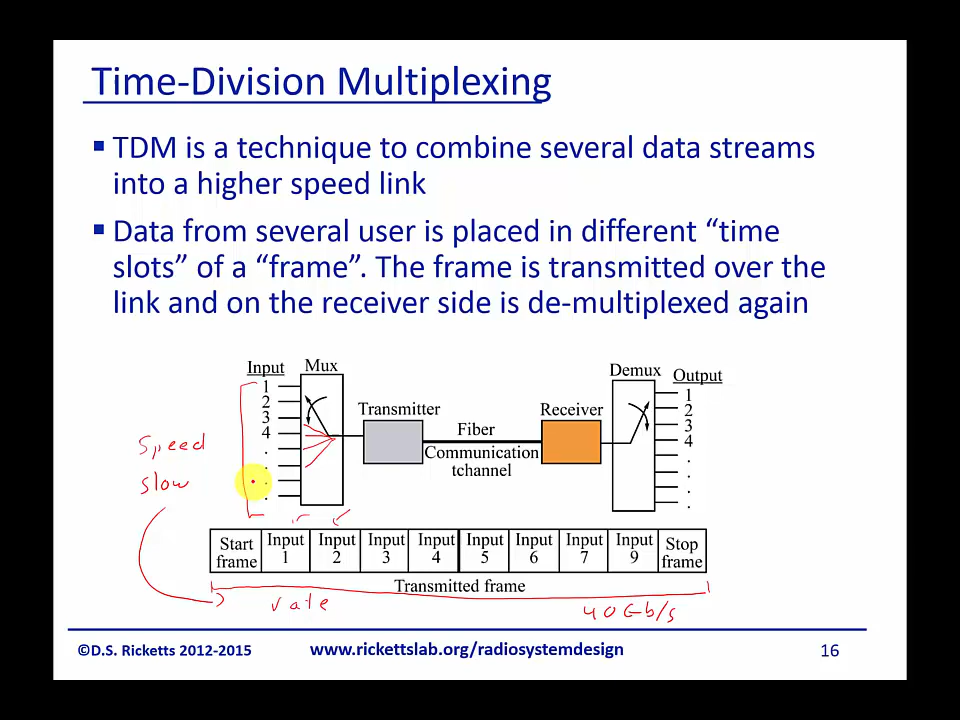 Time-Division Multiplexing
▪ TDM is a technique to combine several data streams
into a higher speed link
▪ Data from several user is placed in different “time
slots” of a “frame”. The frame is transmitted over the
link and on the receiver side is de-multiplexed again
Input Mux
1
2
3
4
.
.
.
.
Transmitter
Fiber
Communication
tchannel
Receiver
Demux Output
1
2
3
4
.
.
.
.
Speed
slow
Start frame Input 1 Input 2 Input 3 Input 4 Input 5 Input 6 Input 7 Input 9 Stop frame
Transmitted frame
rate 40 Gb/s
©D.S. Ricketts 2012-2015 www.rickettslab.org/radiosystemdesign 16